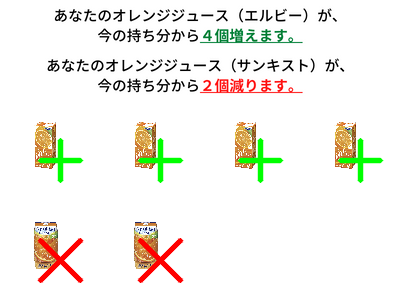 あなたのオレンジジュース（エルビー）が、
今の持ち分から４個増えます。
あなたのオレンジジュース（サンキスト）が、
今の持ち分から２個減ります。